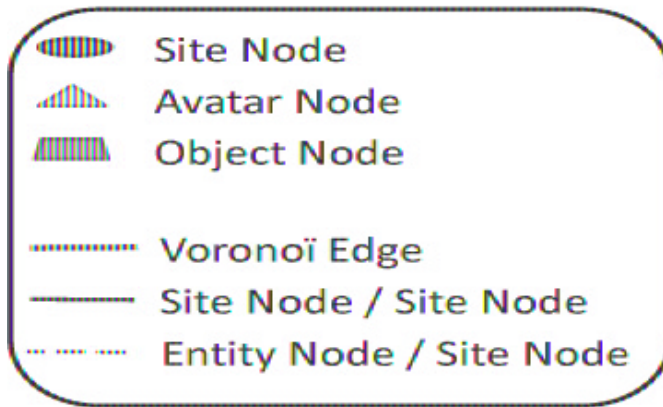 Site Node
Avatar Node
Object Node
Voronoï Edge
Site Node / Site Node
Entity Node / Site Node